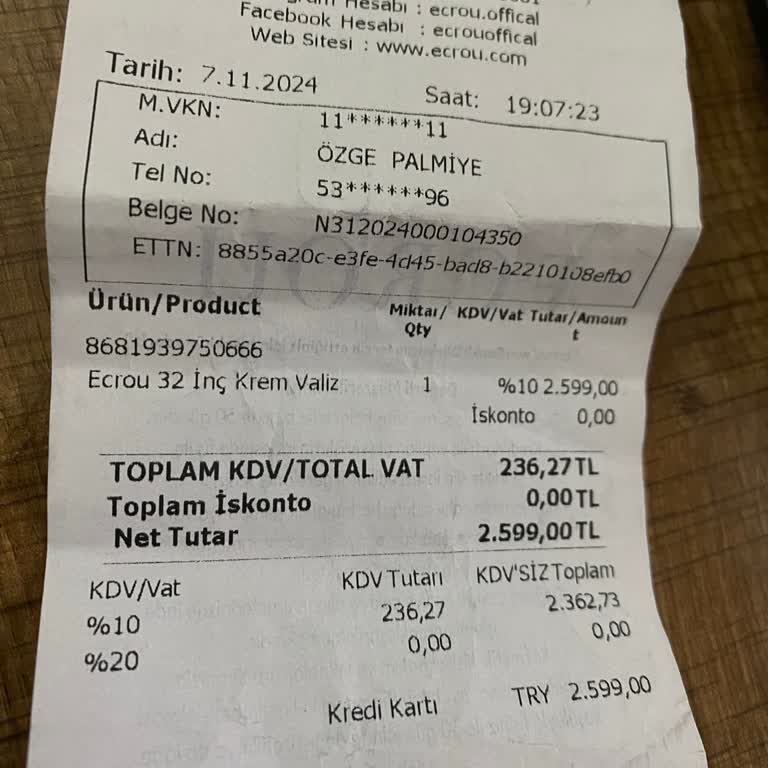 Hesabı : ecrou.offical
Facebook Hesabı : ecrouoffical
Web Sitesi : www.ecrou.com
Tarih: 7.11.2024 Saat: 19:07:23
M.VKN: 11******11
Adı: ÖZGE PALMİYE
Tel No: 53******96
Belge No: N312024000104350
ETTN: 8855a20c-e3fe-4d45-bad8-b2210108efb0
Ürün/Product Miktar/ KDV/Vat Tutar/Amoun
Qty t
8681939750666
Ecrou 32 İnç Krem Valiz 1 %10 2.599,00
İskonto 0,00
TOPLAM KDV/TOTAL VAT 236,27TL
Toplam İskonto 0,00TL
Net Tutar 2.599,00TL
KDV/Vat KDV Tutarı KDV'SİZ Toplam
%10 236,27 2.362,73
%20 0,00 0,00
Kredi Kartı TRY 2.599,00